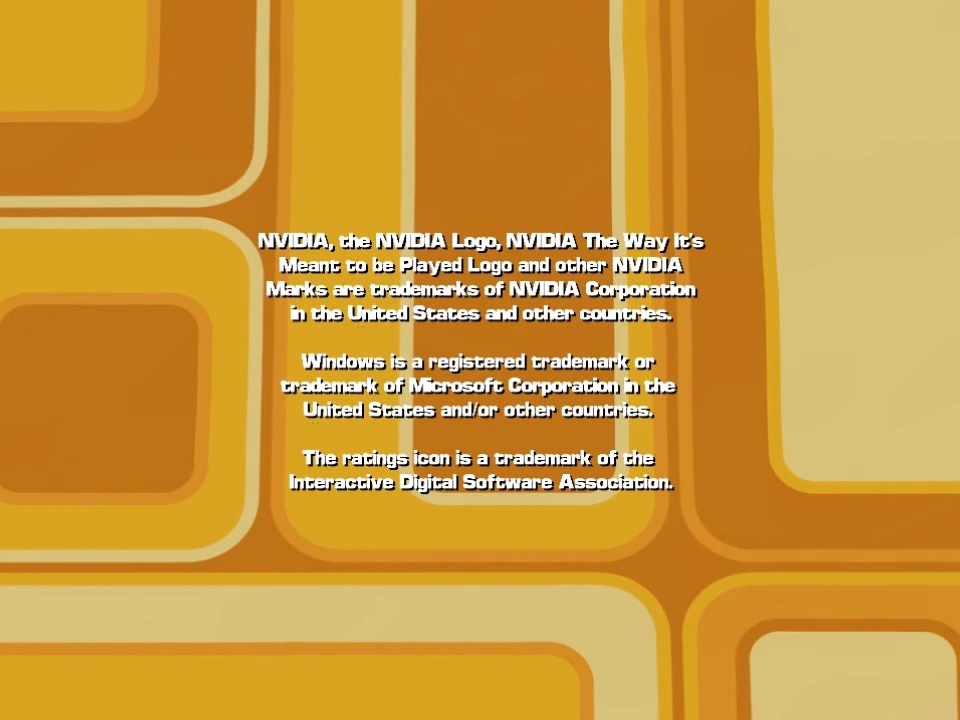 NVIDIA, the NVIDIA Logo, NVIDIA The Way It's
Meant to be Played Logo and other NVIDIA
Marks are trademarks of NVIDIA Corporation
in the United States and other countries.
Windows is a registered trademark or
trademark of Microsoft Corporation in the
United States and/or other countries.
The ratings icon is a trademark of the
Interactive Digital Software Association.